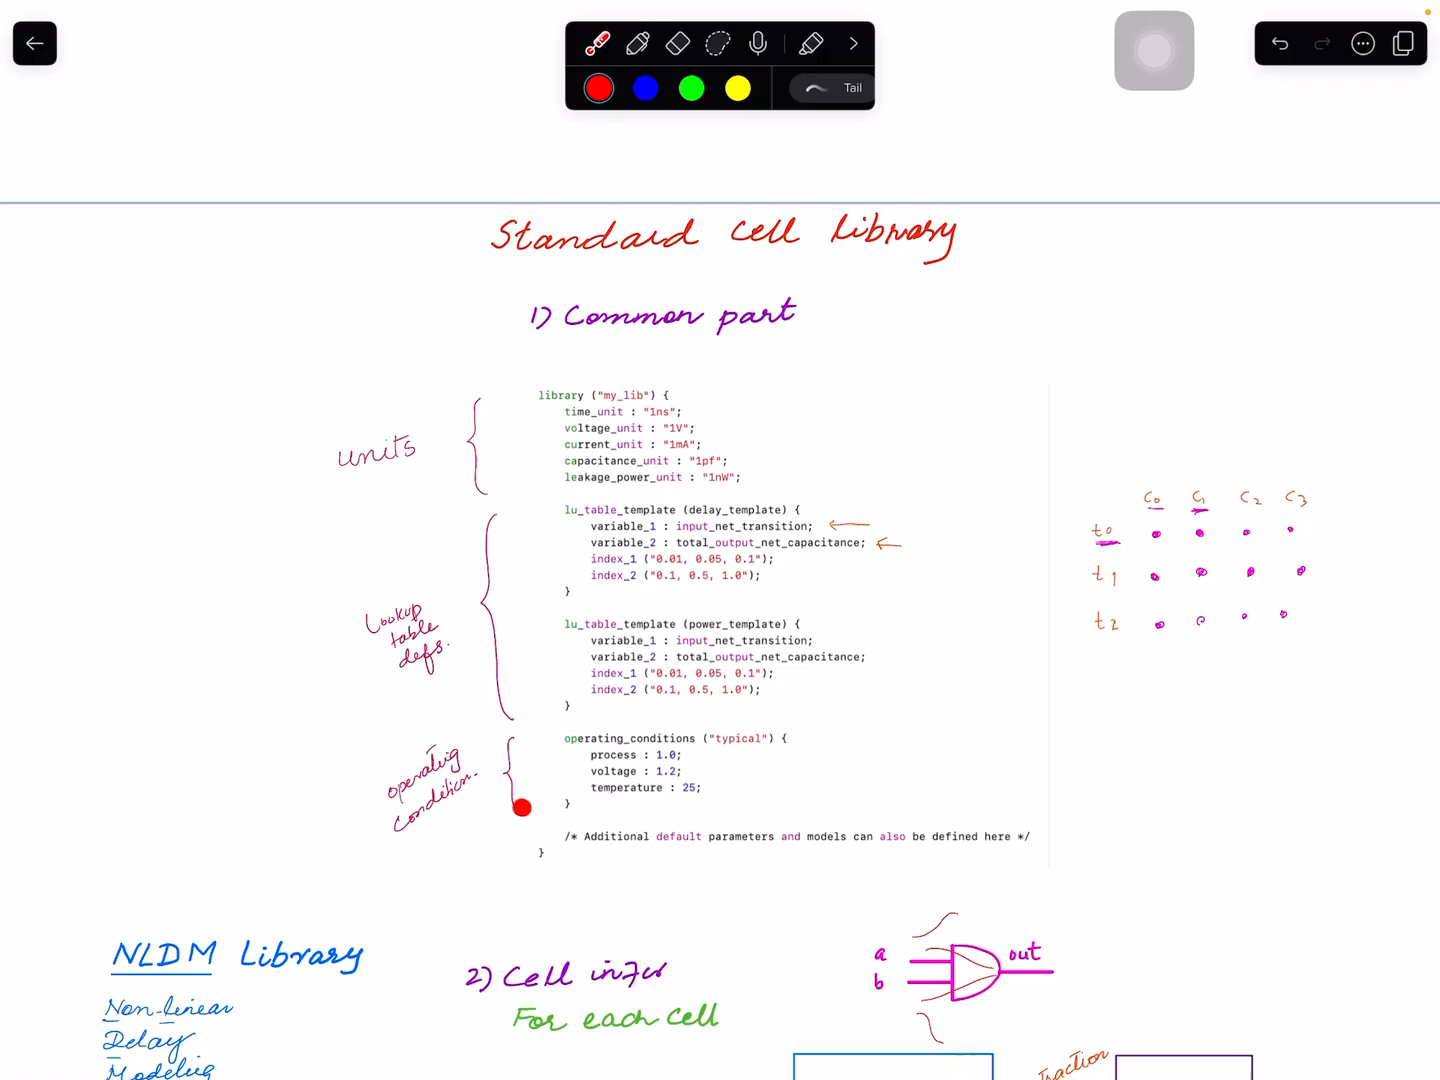 Tail
Standard Cell Library
1) Common part
units
library ("my_lib") {
time_unit : "1ns";
voltage_unit : "1V";
current_unit : "1mA";
capacitance_unit : "1pf";
leakage_power_unit : "1nW";
Lookup
table
defs.
lu_table_template (delay_template) {
variable_1 : input_net_transition;
variable_2 : total_output_net_capacitance;
index_1 ("0.01, 0.05, 0.1");
index_2 ("0.1, 0.5, 1.0");
}
lu_table_template (power_template) {
variable_1 : input_net_transition;
variable_2 : total_output_net_capacitance;
index_1 ("0.01, 0.05, 0.1");
index_2 ("0.1, 0.5, 1.0");
}
operating
condition.
operating_conditions ("typical") {
process : 1.0;
voltage : 1.2;
temperature : 25;
}
/* Additional default parameters and models can also be defined here */
}
C0 C1 C2 C3
t0
t1
t2
NLDM Library
Non-linear
Delay
Modeling
2) Cell infor
For each cell
a
b
out